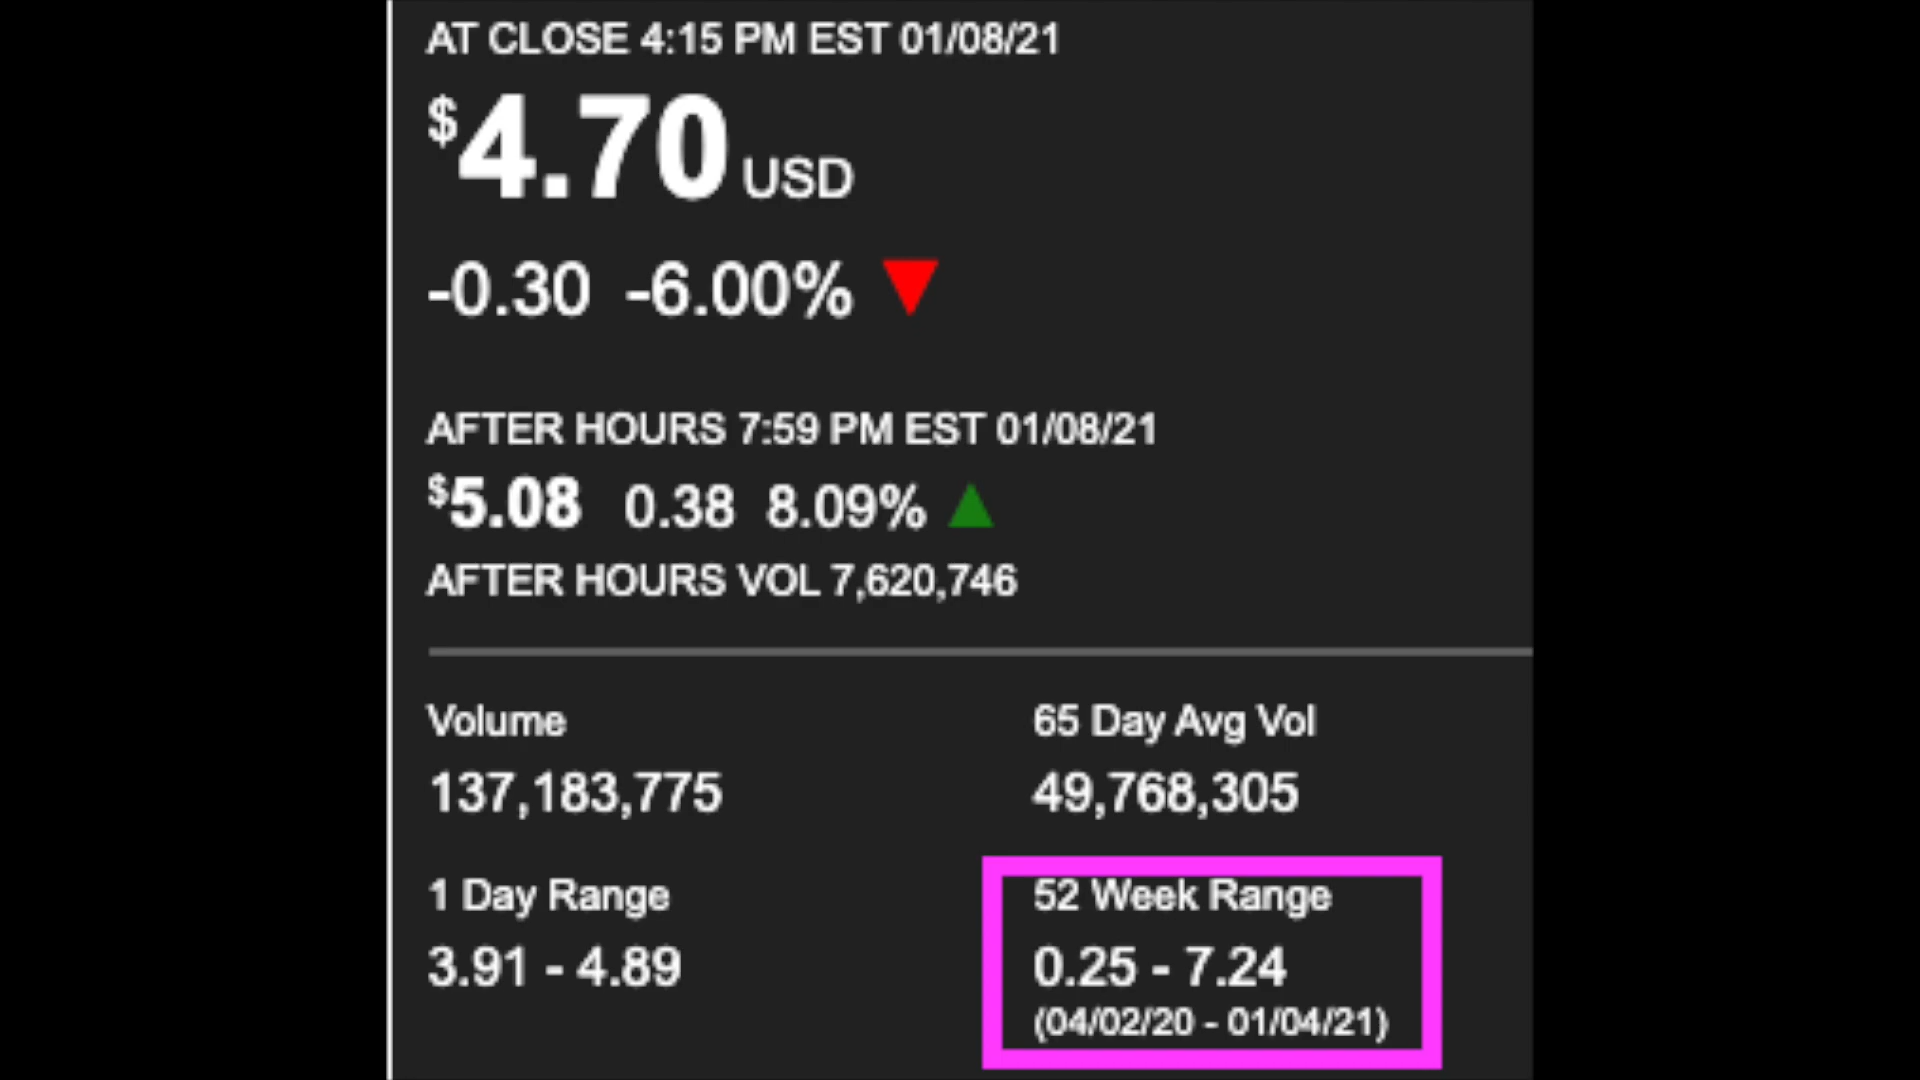 AT CLOSE 4:15 PM EST 01/08/21
$4.70 USD
-0.30 -6.00%
AFTER HOURS 7:59 PM EST 01/08/21
$5.08 0.38 8.09%
AFTER HOURS VOL 7,620,746
Volume
137,183,775
65 Day Avg Vol
49,768,305
1 Day Range
3.91 - 4.89
52 Week Range
0.25 - 7.24
(04/02/20 - 01/04/21)